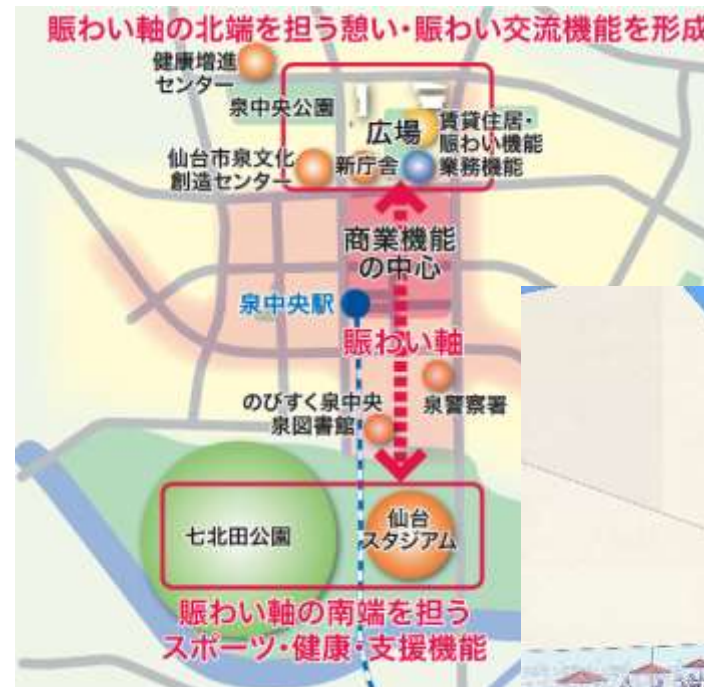 賑わい軸の北端を担う憩い・賑わい交流機能を形成
健康増進
センター
泉中央公園
広場
賃貸住居・
賑わい機能
業務機能
仙台市泉文化
創造センター
新庁舎
商業機能
の中心
泉中央駅
賑わい軸
のびすく泉中央
泉図書館
泉警察署
七北田公園
仙台
スタジアム
賑わい軸の南端を担う
スポーツ・健康・支援機能